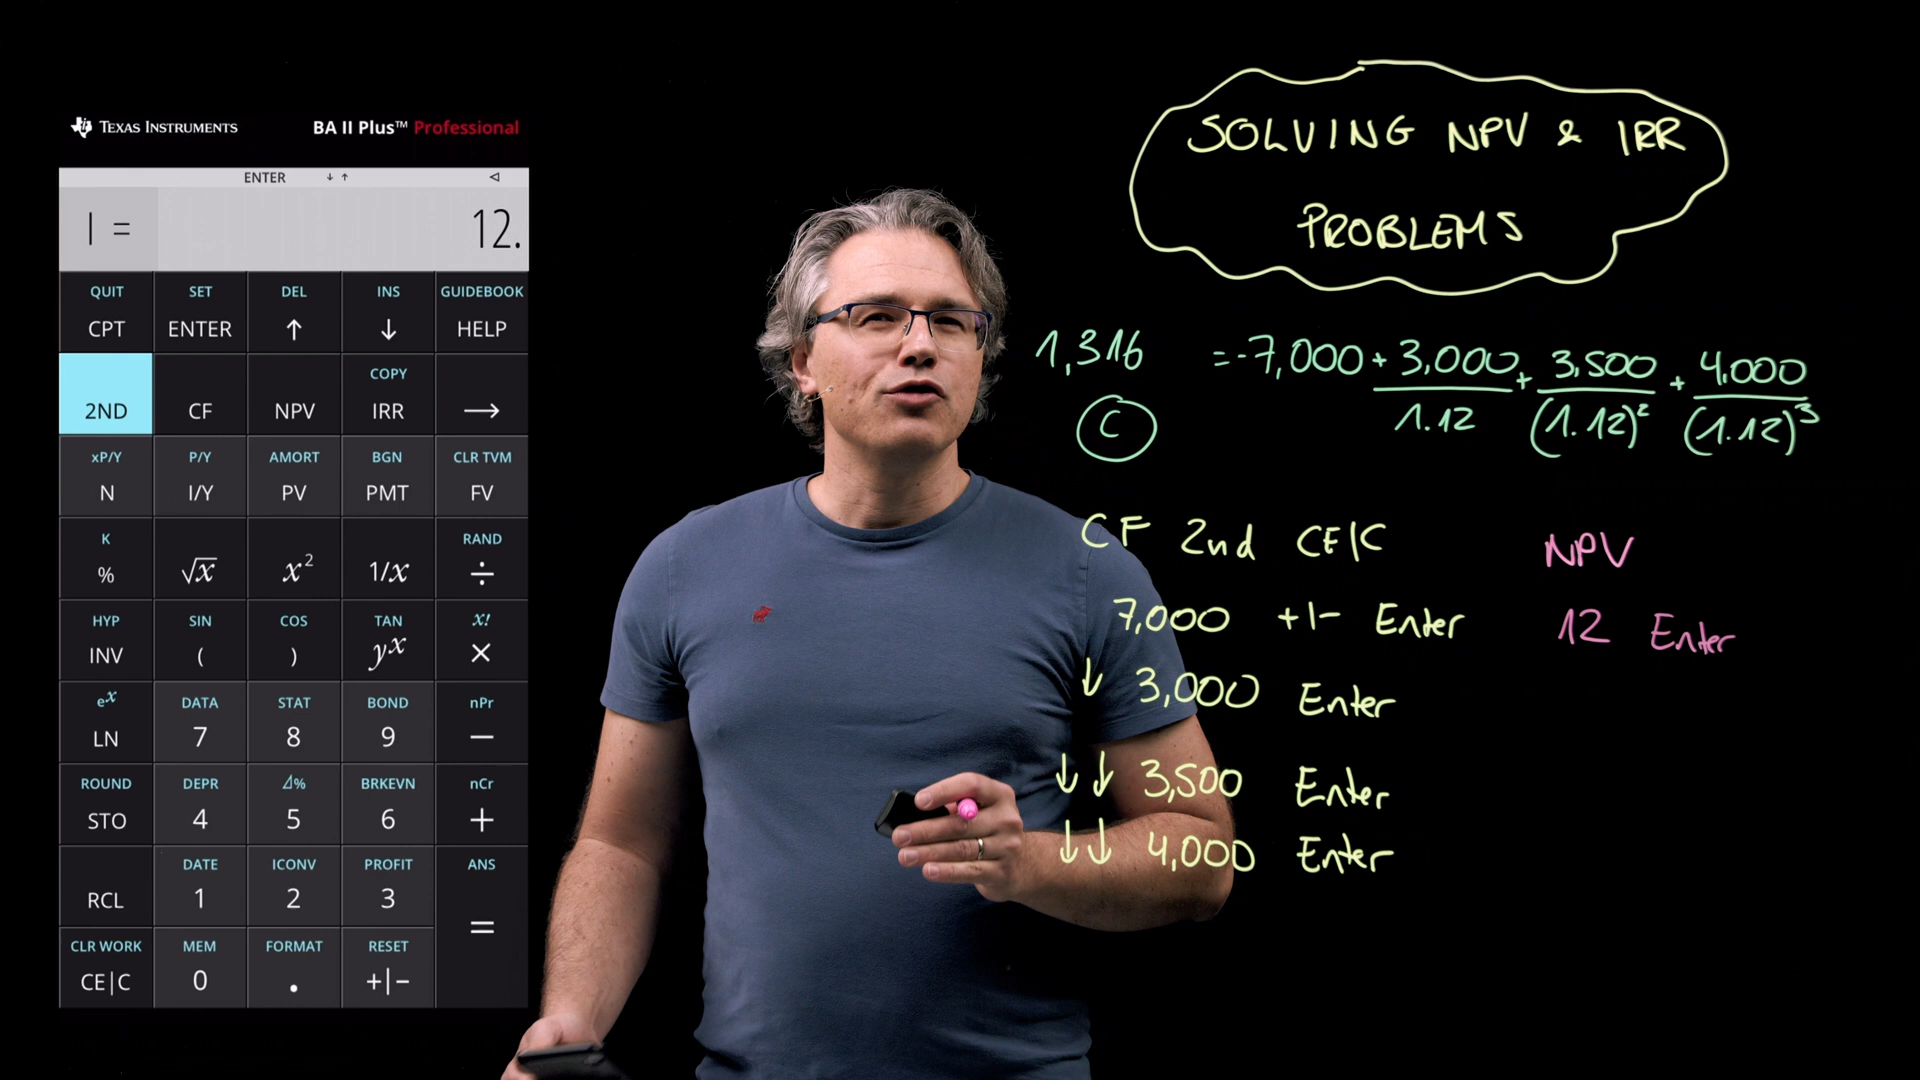 TEXAS INSTRUMENTS BA II Plus™ Professional
ENTER ↓ ↑ ◁
I = 12.
QUIT SET DEL INS GUIDEBOOK
CPT ENTER ↑ ↓ HELP
COPY
2ND CF NPV IRR →
xP/Y P/Y AMORT BGN CLR TVM
N I/Y PV PMT FV
K RAND
% √x x² 1/x ÷
HYP SIN COS TAN x!
INV ( ) yˣ ×
eˣ DATA STAT BOND nPr
LN 7 8 9 −
ROUND DEPR ⊿% BRKEVN nCr
STO 4 5 6 +
DATE ICONV PROFIT ANS
RCL 1 2 3 =
CLR WORK MEM FORMAT RESET
CE|C 0 . +|−
SOLVING NPV & IRR
PROBLEMS
1,316 = -7,000 + 3,000/1.12 + 3,500/(1.12)² + 4,000/(1.12)³
C
CF 2nd CE|C
7,000 +|- Enter
↓ 3,000 Enter
↓↓ 3,500 Enter
↓↓ 4,000 Enter
NPV
12 Enter